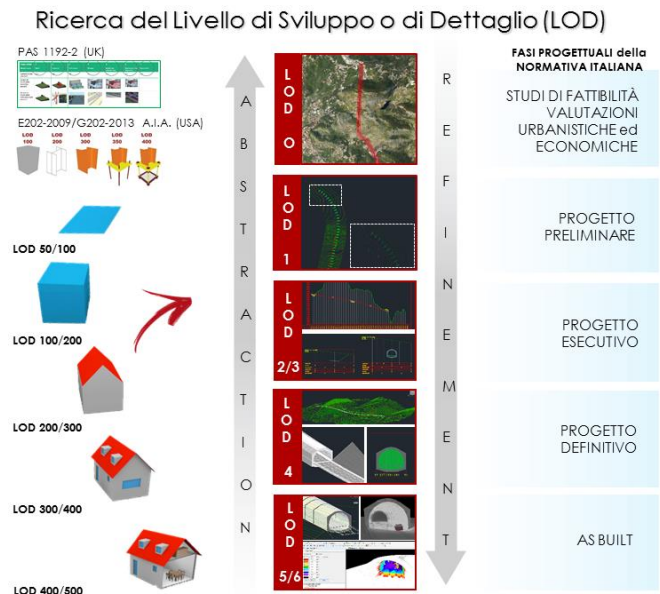 Ricerca del Livello di Sviluppo o di Dettaglio (LOD)
PAS 1192-2 (UK)
E202-2009/G202-2013 A.I.A. (USA)
LOD 100
LOD 200
LOD 300
LOD 350
LOD 400
LOD 50/100
LOD 100/200
LOD 200/300
LOD 300/400
LOD 400/500
ABSTRACTION
LOD 0
LOD 1
LOD 2/3
LOD 4
LOD 5/6
REFINEMENT
FASI PROGETTUALI della
NORMATIVA ITALIANA
STUDI DI FATTIBILITÀ
VALUTAZIONI
URBANISTICHE ed
ECONOMICHE
PROGETTO
PRELIMINARE
PROGETTO
ESECUTIVO
PROGETTO
DEFINITIVO
AS BUILT